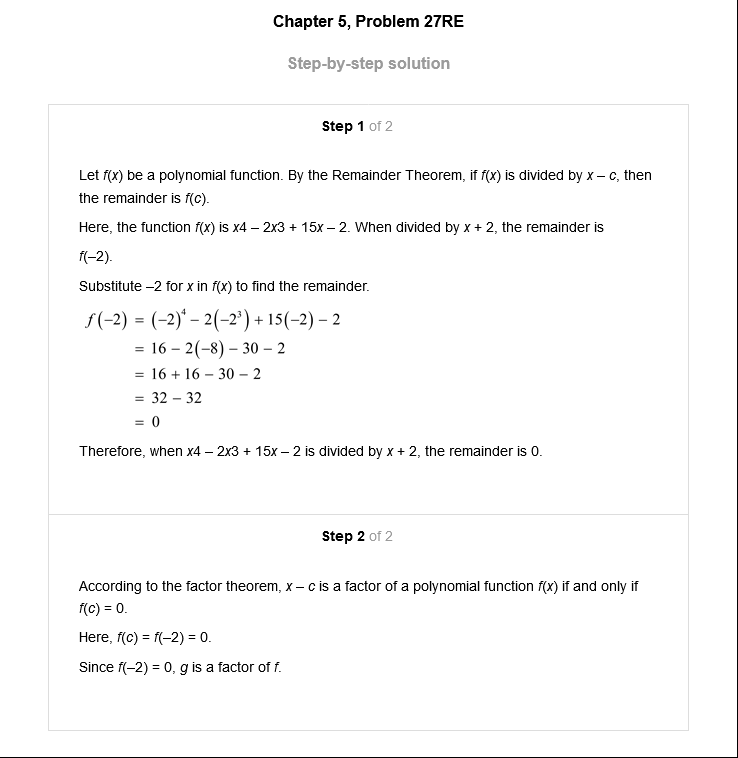 Chapter 5, Problem 27RE
Step-by-step solution
Step 1 of 2
Let f(x) be a polynomial function. By the Remainder Theorem, if f(x) is divided by x – c, then
the remainder is f(c).
Here, the function f(x) is x4 – 2x3 + 15x – 2. When divided by x + 2, the remainder is
f(–2).
Substitute –2 for x in f(x) to find the remainder.
f(–2) = (–2)⁴ – 2(–2³) + 15(–2) – 2
= 16 – 2(–8) – 30 – 2
= 16 + 16 – 30 – 2
= 32 – 32
= 0
Therefore, when x4 – 2x3 + 15x – 2 is divided by x + 2, the remainder is 0.
Step 2 of 2
According to the factor theorem, x – c is a factor of a polynomial function f(x) if and only if
f(c) = 0.
Here, f(c) = f(–2) = 0.
Since f(–2) = 0, g is a factor of f.